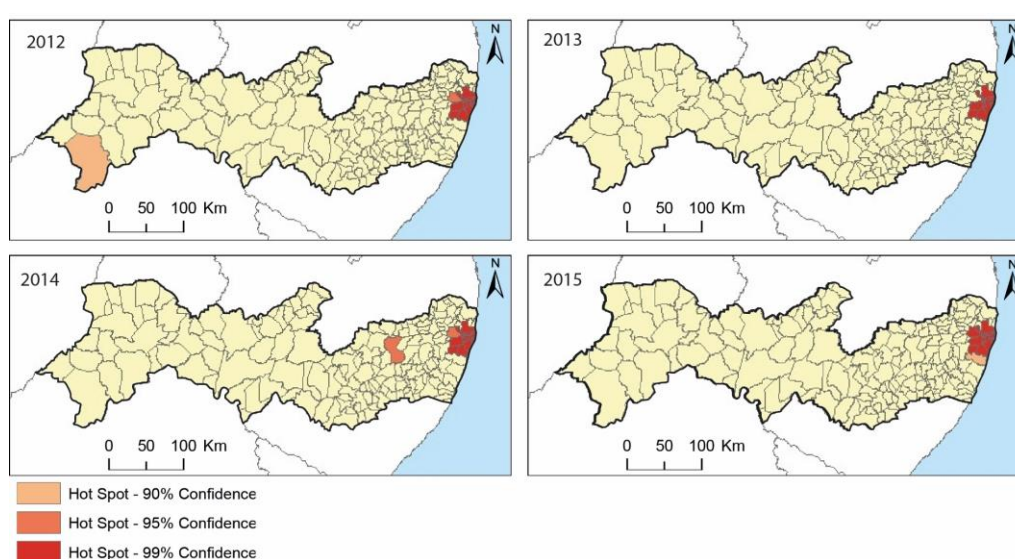 2012
N
0 50 100 Km
2013
N
0 50 100 Km
2014
N
0 50 100 Km
2015
N
0 50 100 Km
Hot Spot - 90% Confidence
Hot Spot - 95% Confidence
Hot Spot - 99% Confidence